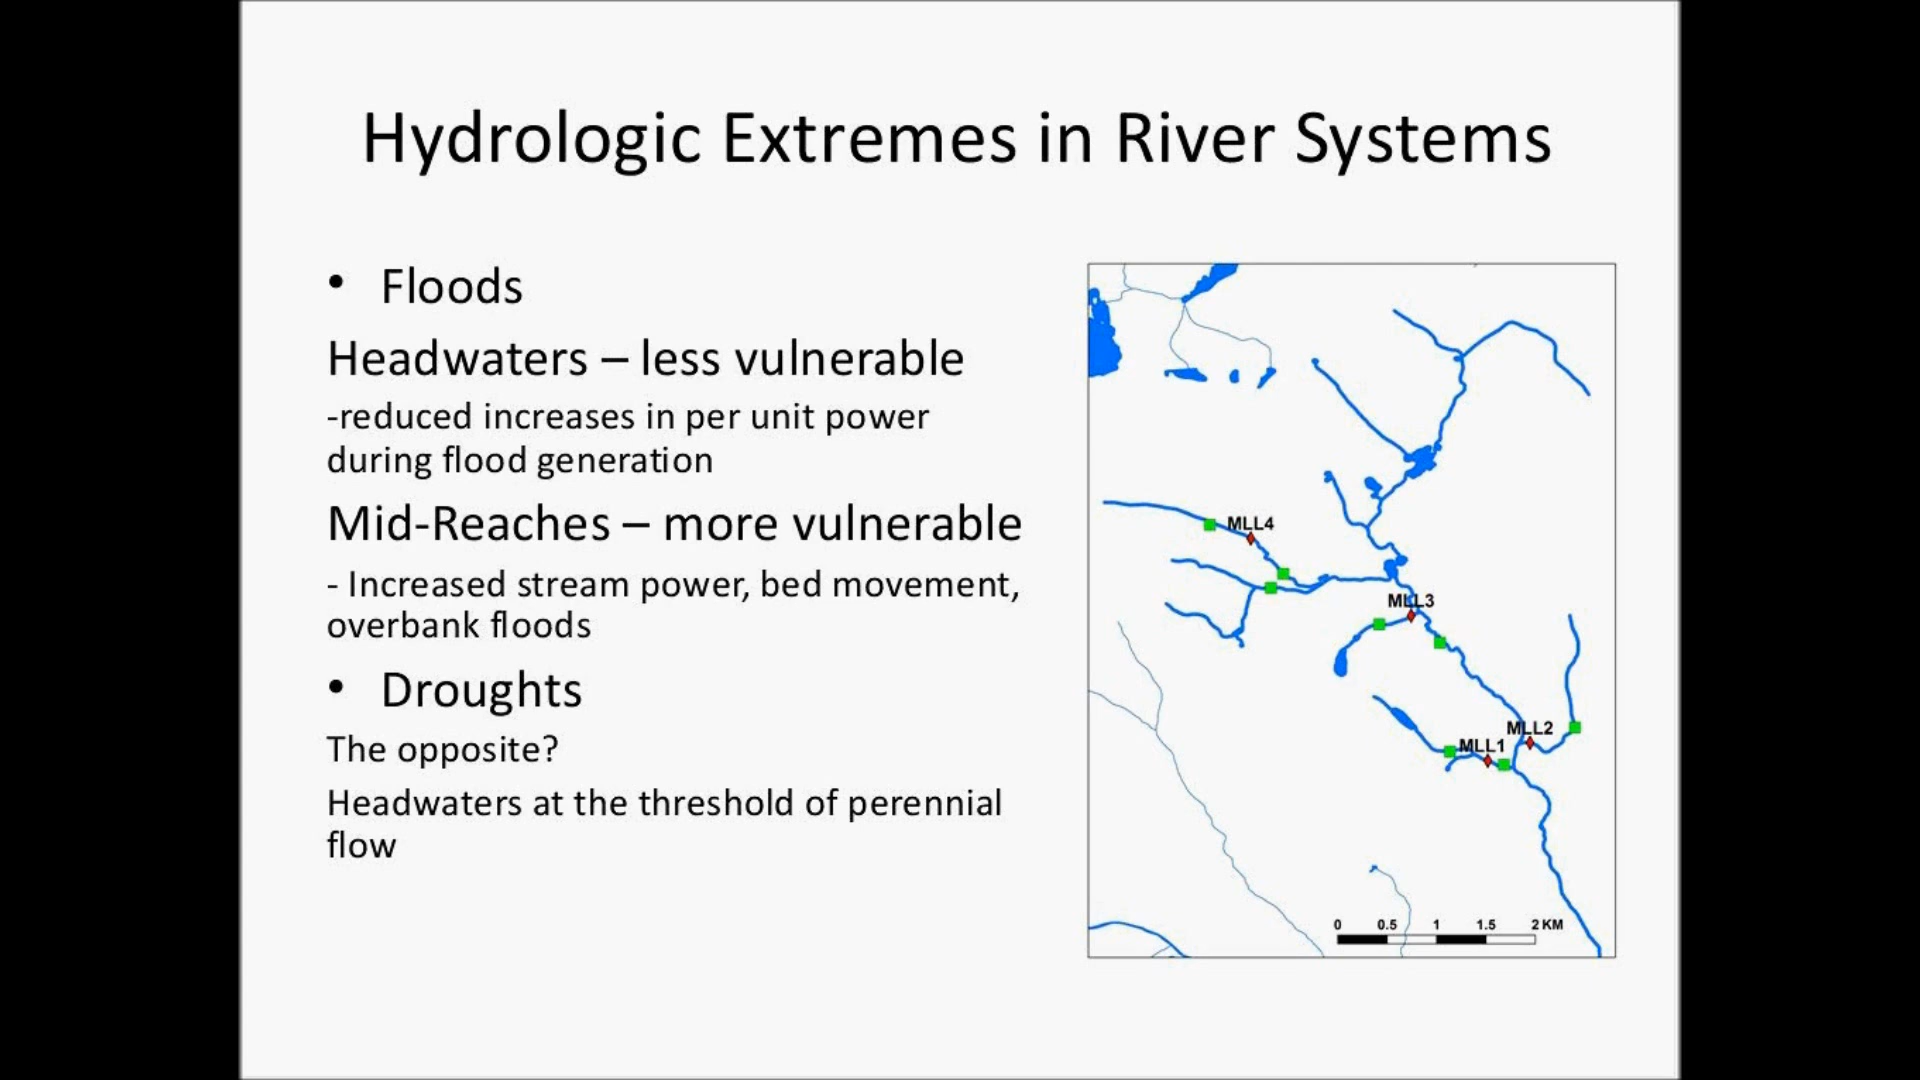 Hydrologic Extremes in River Systems
• Floods
Headwaters – less vulnerable
-reduced increases in per unit power
during flood generation
Mid-Reaches – more vulnerable
- Increased stream power, bed movement,
overbank floods
• Droughts
The opposite?
Headwaters at the threshold of perennial
flow
MLL4
MLL3
MLL2
MLL1
0 0.5 1 1.5 2 KM